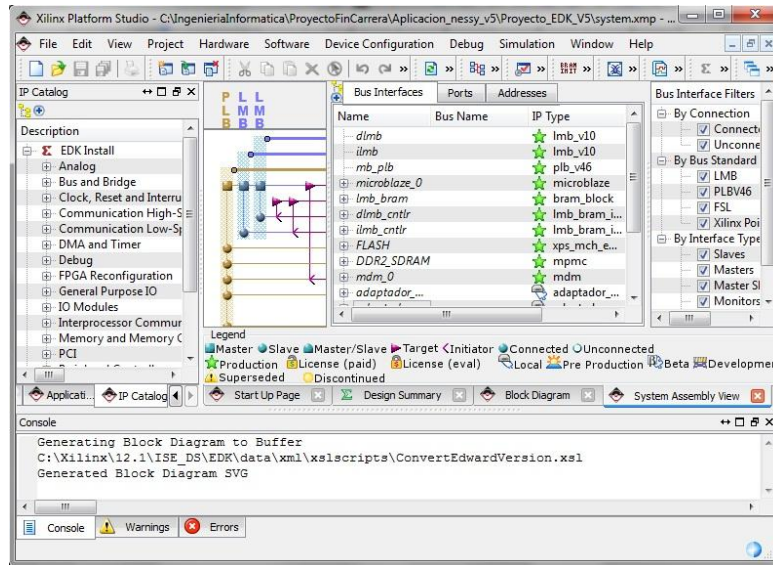 Xilinx Platform Studio - C:\IngenieriaInformatica\ProyectoFinCarrera\Aplicacion_nessy_v5\Proyecto_EDK_V5\system.xmp - ...
File Edit View Project Hardware Software Device Configuration Debug Simulation Window Help
IP Catalog
Description
EDK Install
Analog
Bus and Bridge
Clock, Reset and Interru
Communication High-S
Communication Low-Sp
DMA and Timer
Debug
FPGA Reconfiguration
General Purpose IO
IO Modules
Interprocessor Commur
Memory and Memory C
PCI
Applicati... IP Catalog
P L L
L M M
B B B
Bus Interfaces Ports Addresses
Name Bus Name IP Type
dlmb lmb_v10
ilmb lmb_v10
mb_plb plb_v46
microblaze_0 microblaze
lmb_bram bram_block
dlmb_cntlr lmb_bram_i...
ilmb_cntlr lmb_bram_i...
FLASH xps_mch_e...
DDR2_SDRAM mpmc
mdm_0 mdm
adaptador_... adaptador_...
Bus Interface Filters
By Connection
Connect
Unconne
By Bus Standard
LMB
PLBV46
FSL
Xilinx Poi
By Interface Type
Slaves
Masters
Master Sl
Monitors
Legend
Master Slave Master/Slave Target Initiator Connected Unconnected
Production License (paid) License (eval) Local Pre Production Beta Developmen
Superseded Discontinued
Start Up Page Design Summary Block Diagram System Assembly View
Console
Generating Block Diagram to Buffer
C:\Xilinx\12.1\ISE_DS\EDK\data\xml\xslscripts\ConvertEdwardVersion.xsl
Generated Block Diagram SVG
Console Warnings Errors